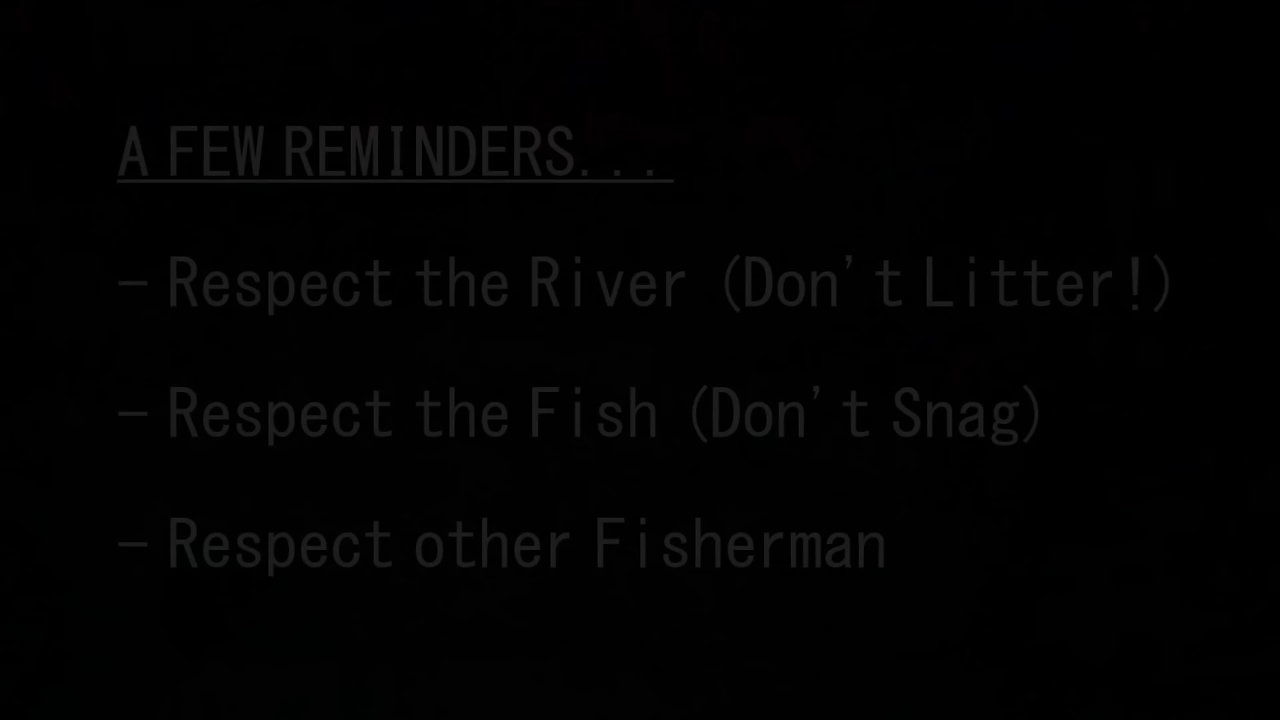 A FEW REMINDERS...
- Respect the River (Don't Litter!)
- Respect the Fish (Don't Snag)
- Respect other Fisherman